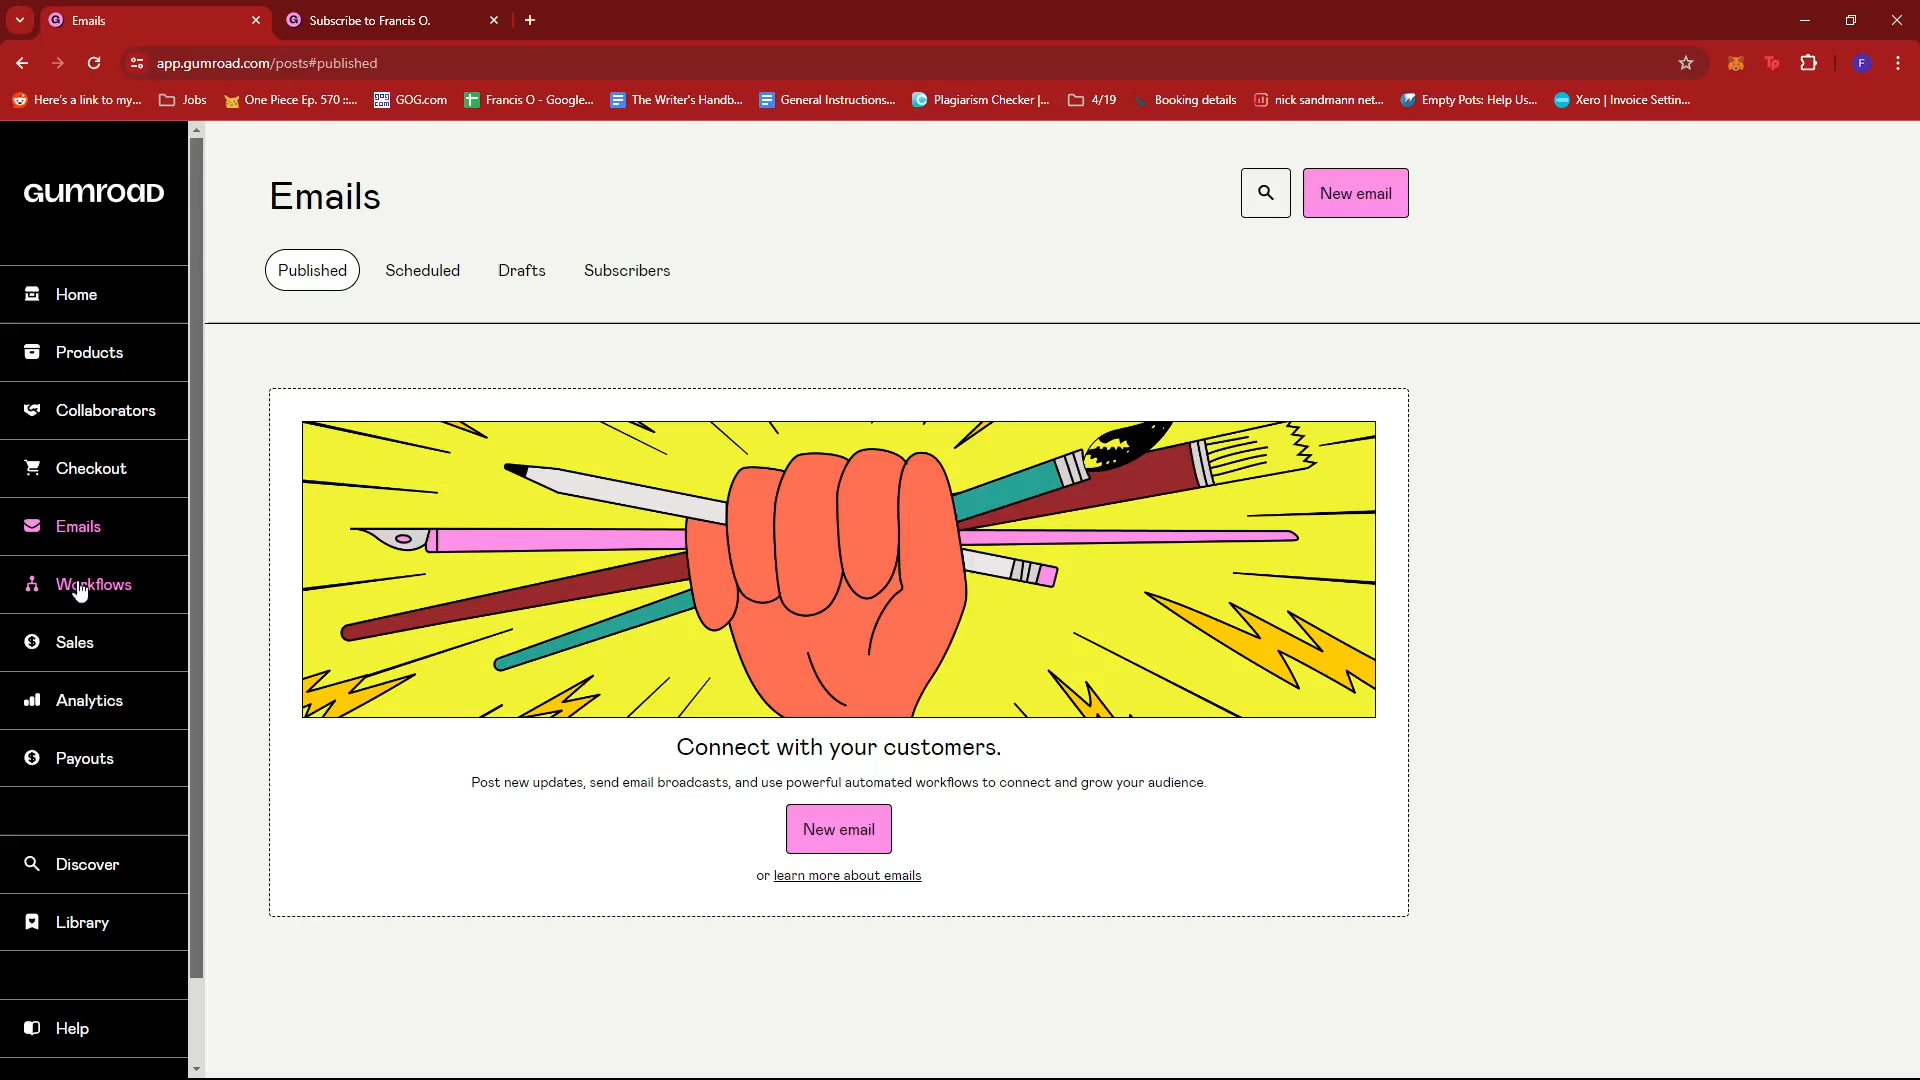 Emails
Subscribe to Francis O.
app.gumroad.com/posts#published
F
Here's a link to my...
Jobs
One Piece Ep. 570 ::...
GOG.com
Francis O - Google...
The Writer's Handb...
General Instructions...
Plagiarism Checker |...
4/19
Booking details
nick sandmann net...
Empty Pots: Help Us...
Xero | Invoice Settin...
GUMROAD
Home
Products
Collaborators
Checkout
Emails
Workflows
Sales
Analytics
Payouts
Discover
Library
Help
Emails
New email
Published
Scheduled
Drafts
Subscribers
Connect with your customers.
Post new updates, send email broadcasts, and use powerful automated workflows to connect and grow your audience.
New email
or learn more about emails